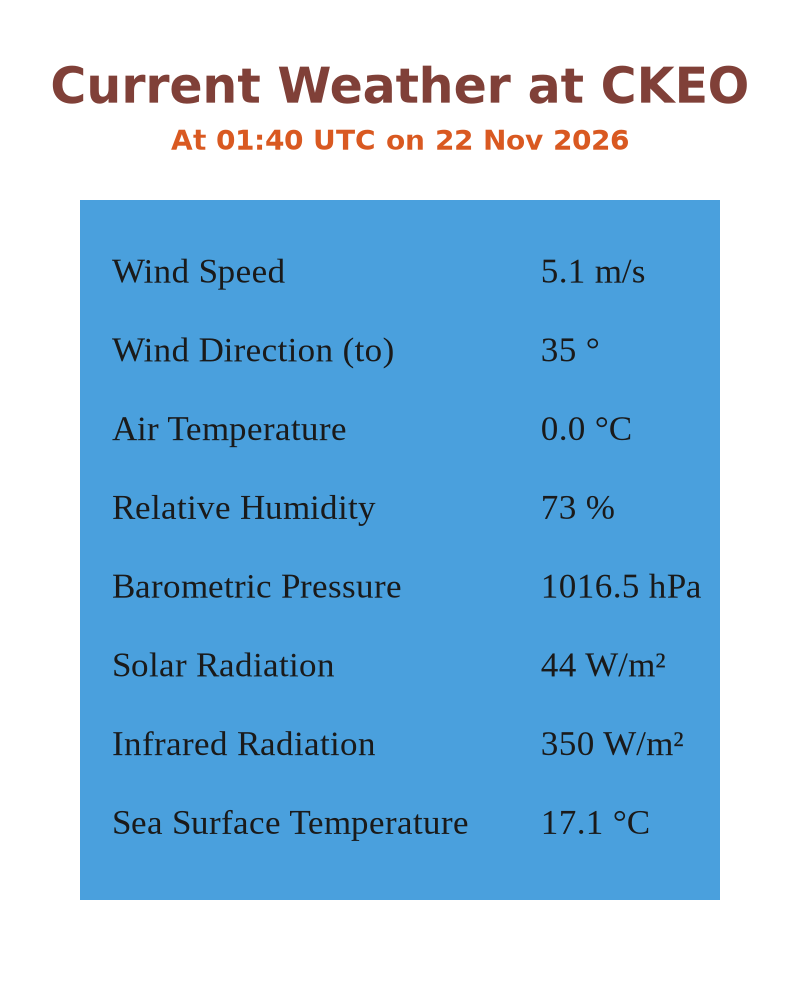 Current Weather at CKEO
At 01:40 UTC on 22 Nov 2026
Wind Speed 5.1 m/s
Wind Direction (to) 35 °
Air Temperature 0.0 °C
Relative Humidity 73 %
Barometric Pressure 1016.5 hPa
Solar Radiation 44 W/m²
Infrared Radiation 350 W/m²
Sea Surface Temperature 17.1 °C